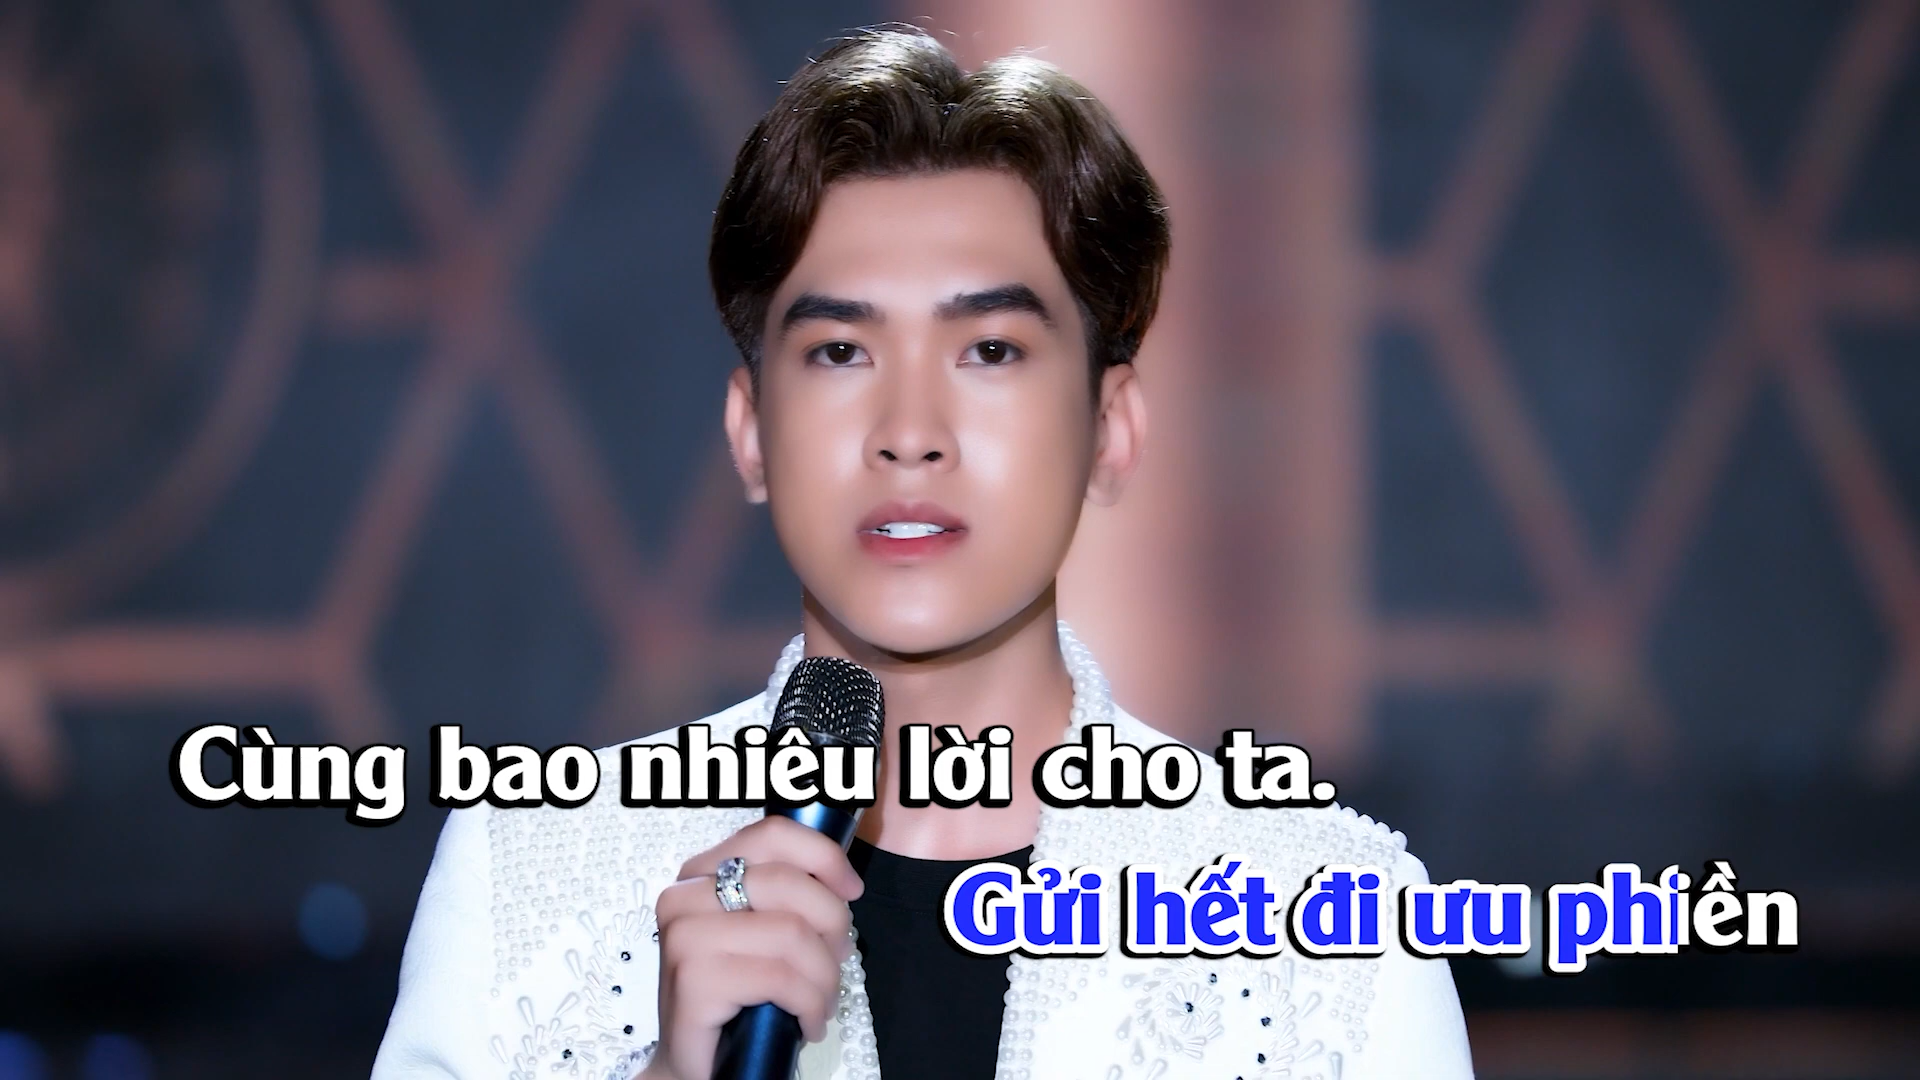 Cùng bao nhiêu lời cho ta.
Gửi hết đi ưu phiền